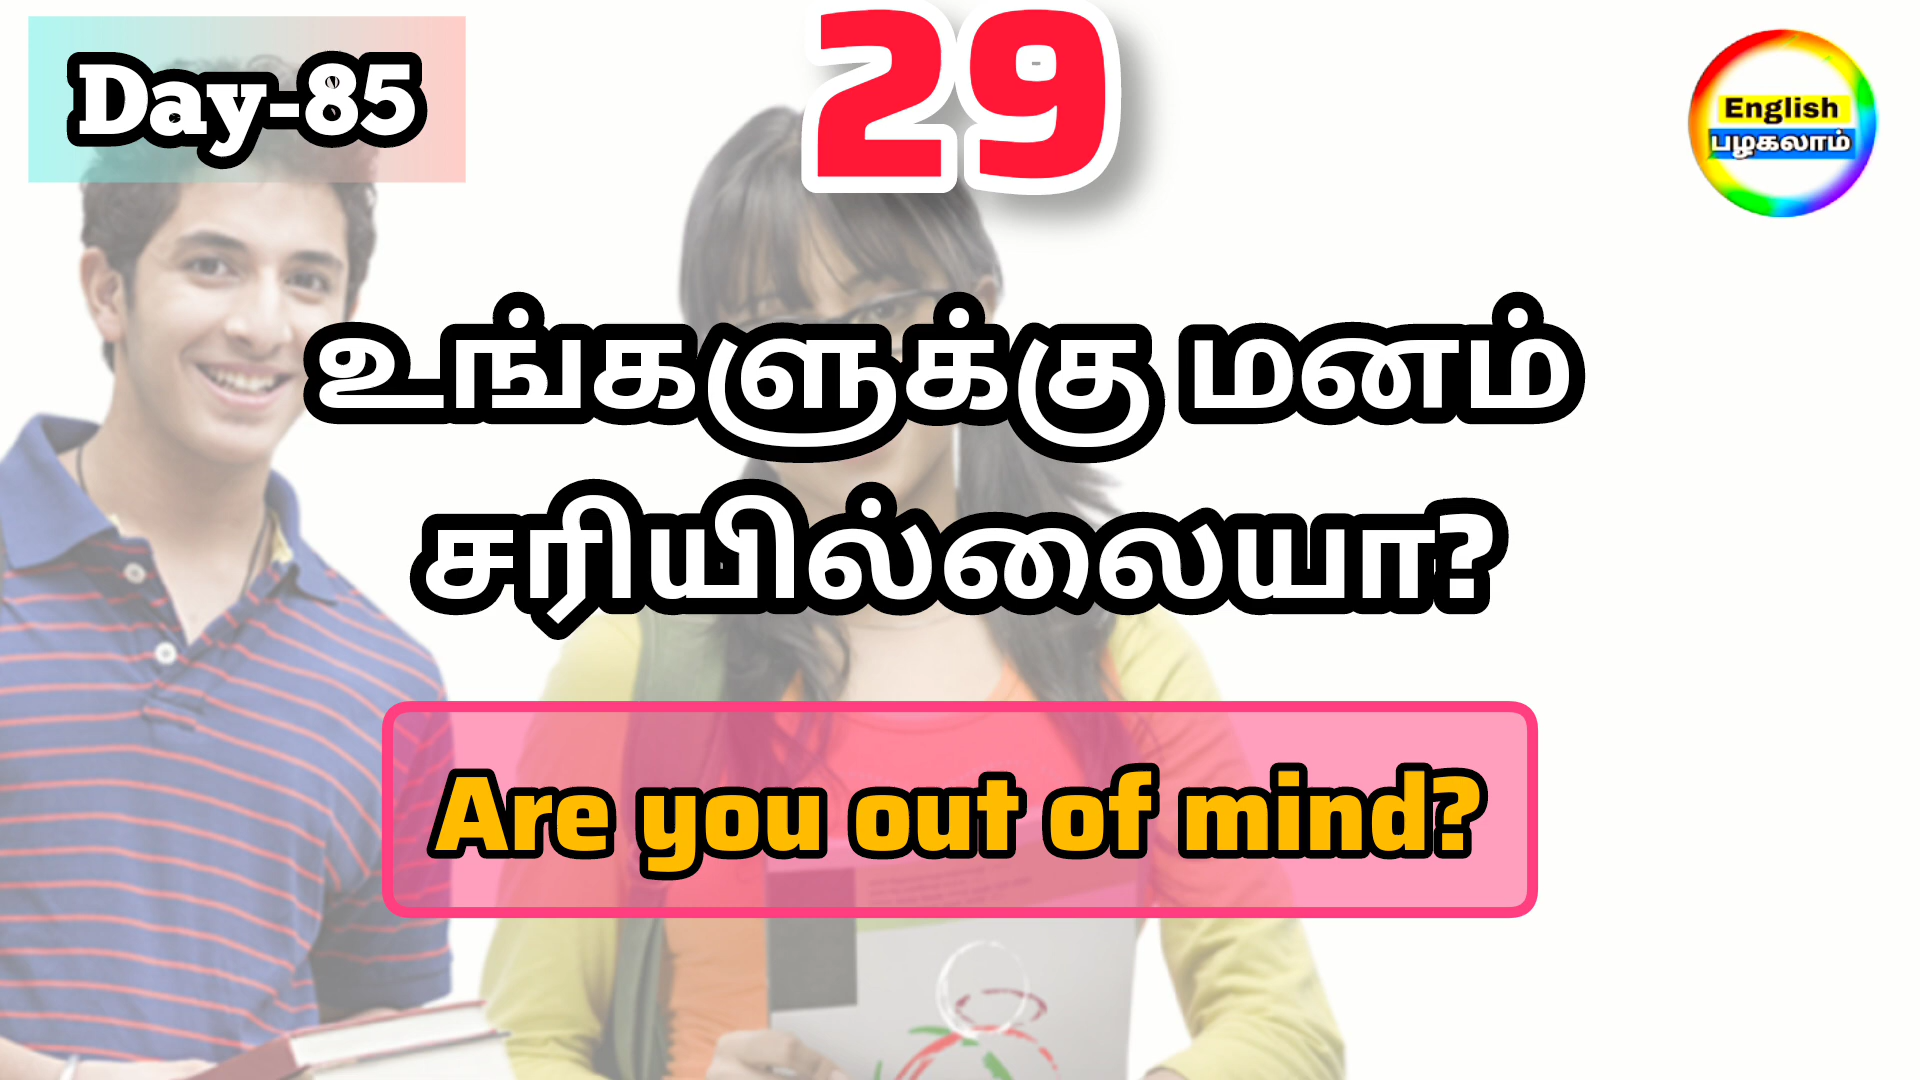 Day-85
29
English
பழகலாம்
உங்களுக்கு மனம்
சரியில்லையா?
Are you out of mind?